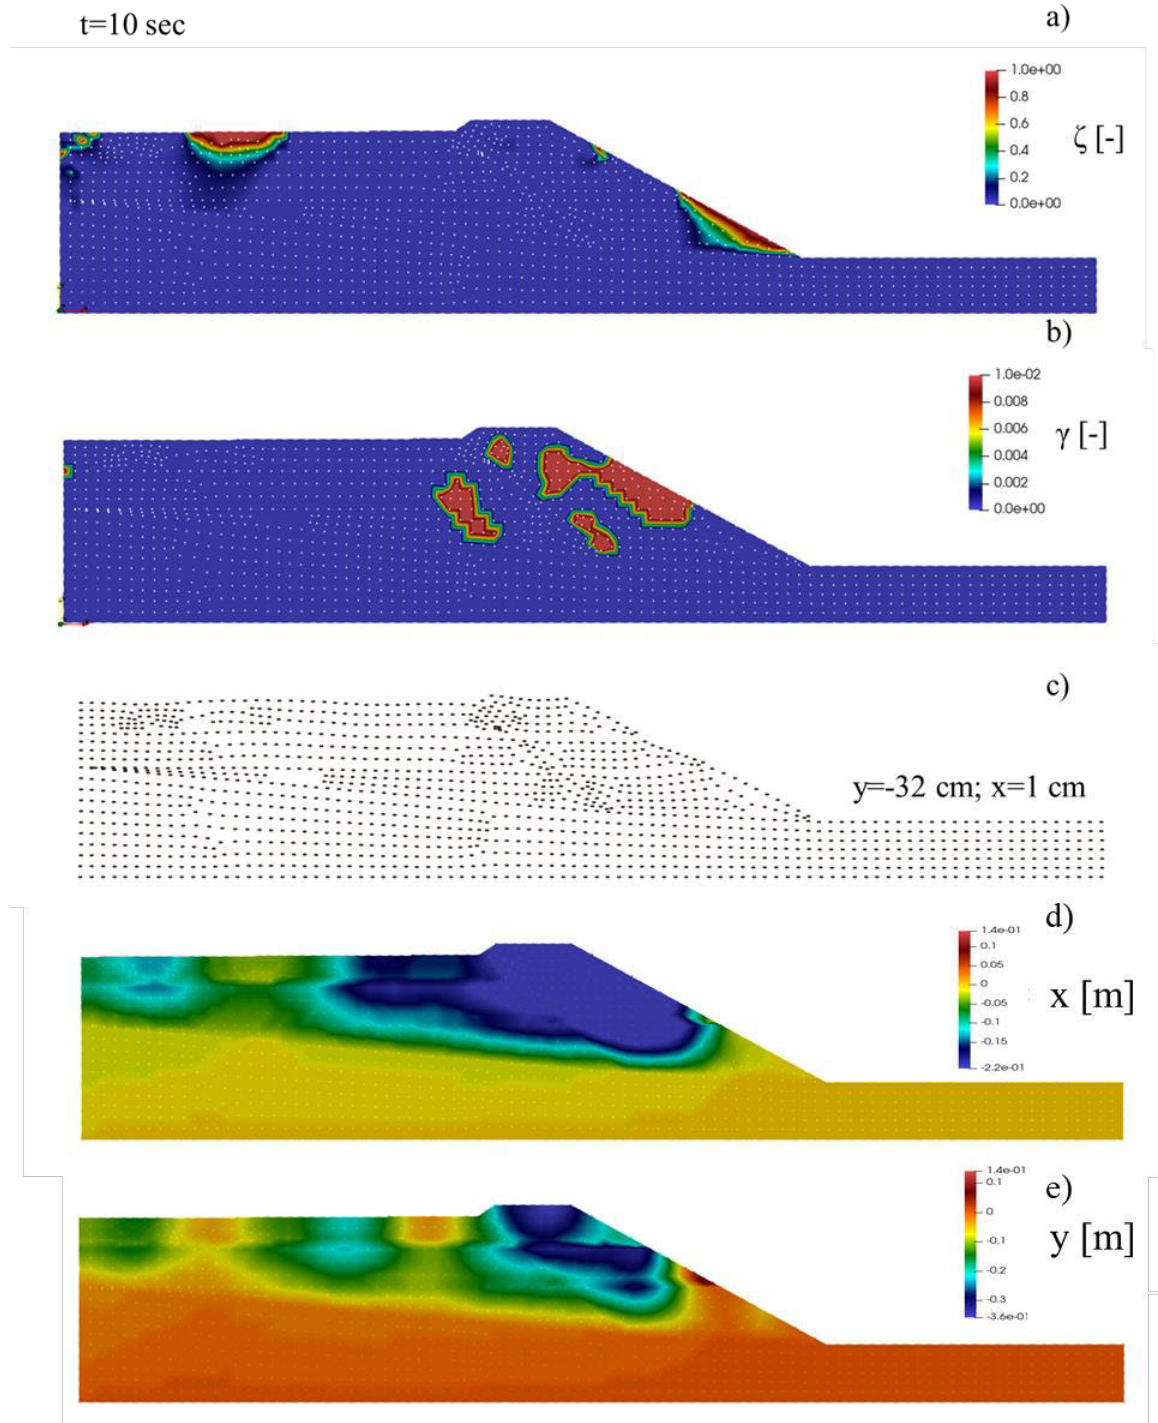 t=10 sec
a)
1.0e+00
0.8
0.6
0.4
0.2
0.0e+00
ζ [-]
b)
1.0e-02
0.008
0.006
0.004
0.002
0.0e+00
γ [-]
c)
y=-32 cm; x=1 cm
d)
1.4e-01
0.1
0.05
0
-0.05
-0.1
-0.15
-2.2e-01
x [m]
e)
1.4e-01
0.1
0
-0.1
-0.2
-0.3
-3.6e-01
y [m]